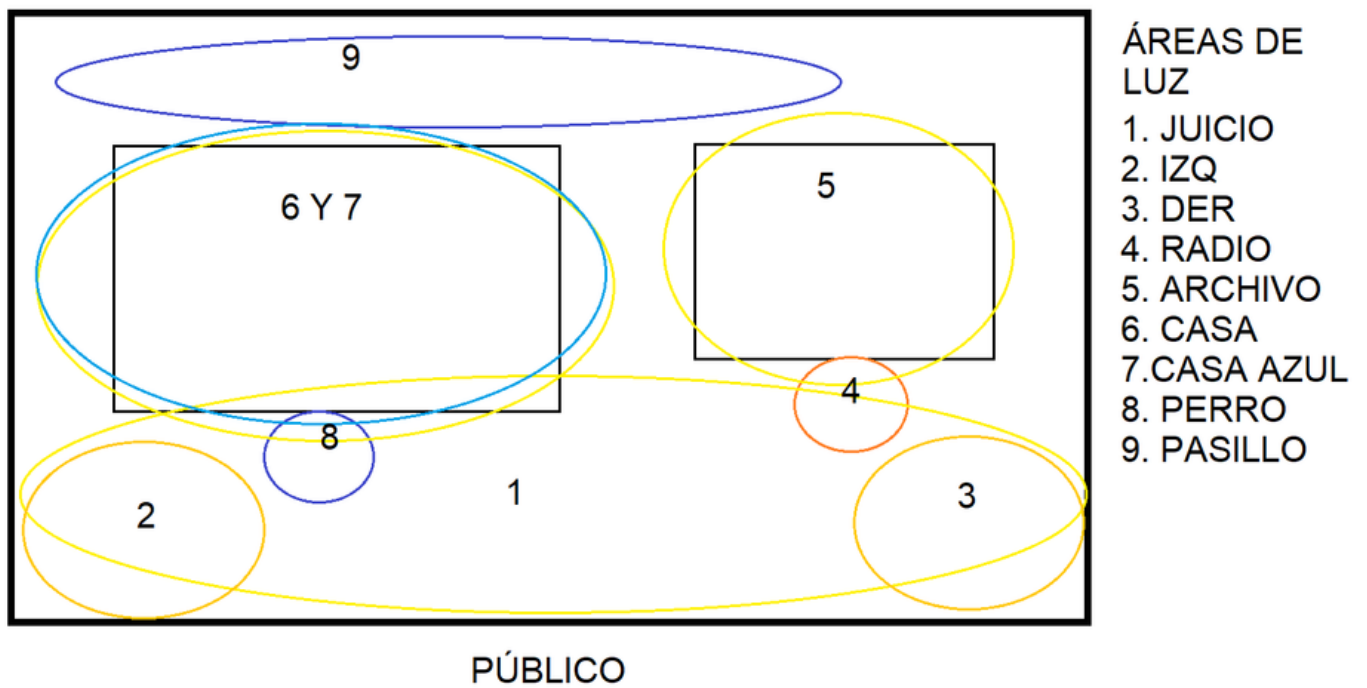 9
6 Y 7
5
4
8
1
2
3
PÚBLICO
ÁREAS DE
LUZ
1. JUICIO
2. IZQ
3. DER
4. RADIO
5. ARCHIVO
6. CASA
7.CASA AZUL
8. PERRO
9. PASILLO